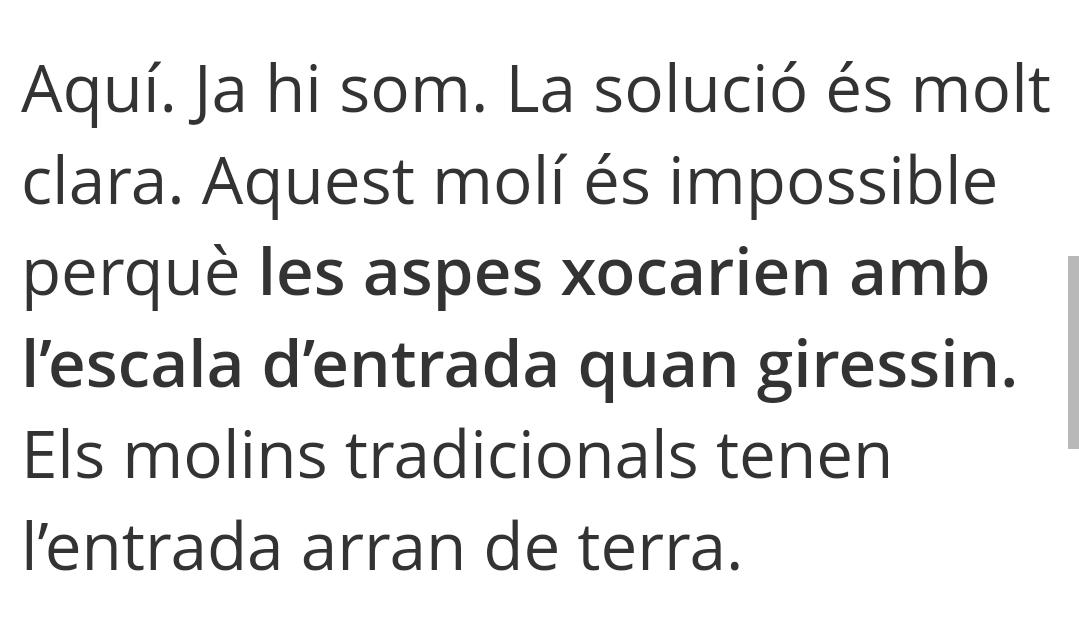 Aquí. Ja hi som. La solució és molt
clara. Aquest molí és impossible
perquè les aspes xocarien amb
l’escala d’entrada quan giressin.
Els molins tradicionals tenen
l’entrada arran de terra.